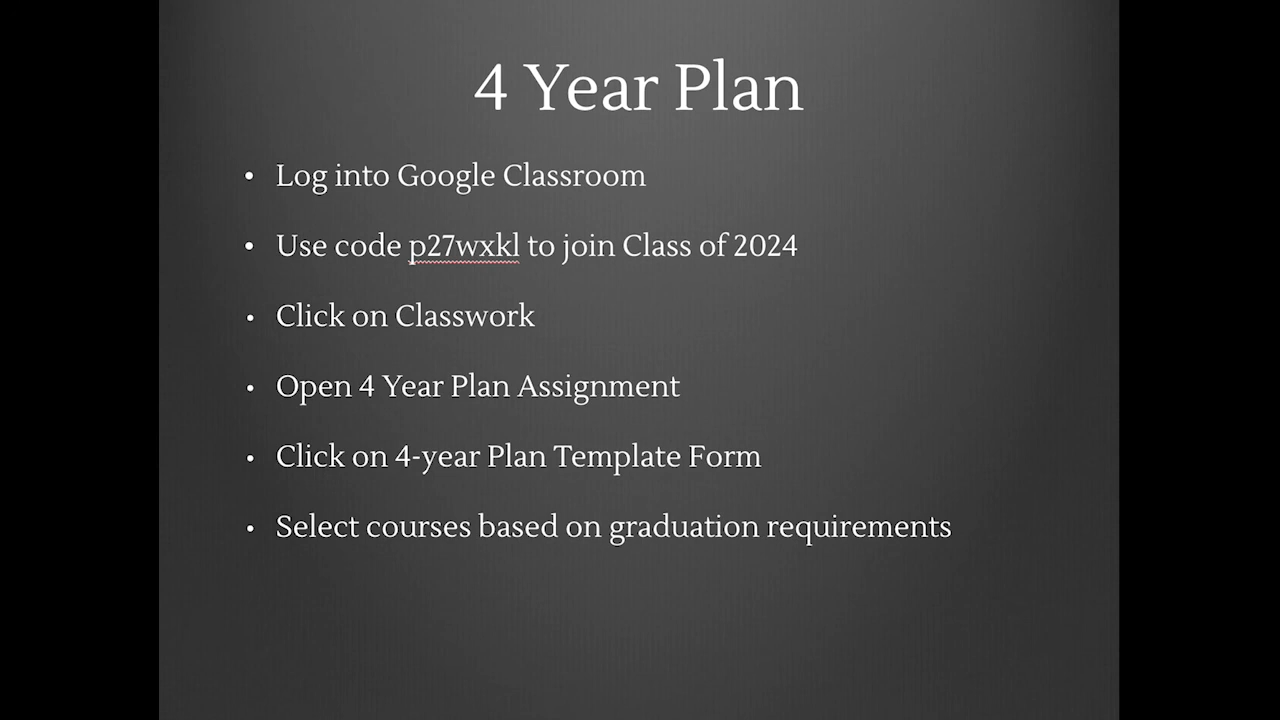 4 Year Plan
• Log into Google Classroom
• Use code p27wxkl to join Class of 2024
• Click on Classwork
• Open 4 Year Plan Assignment
• Click on 4-year Plan Template Form
• Select courses based on graduation requirements